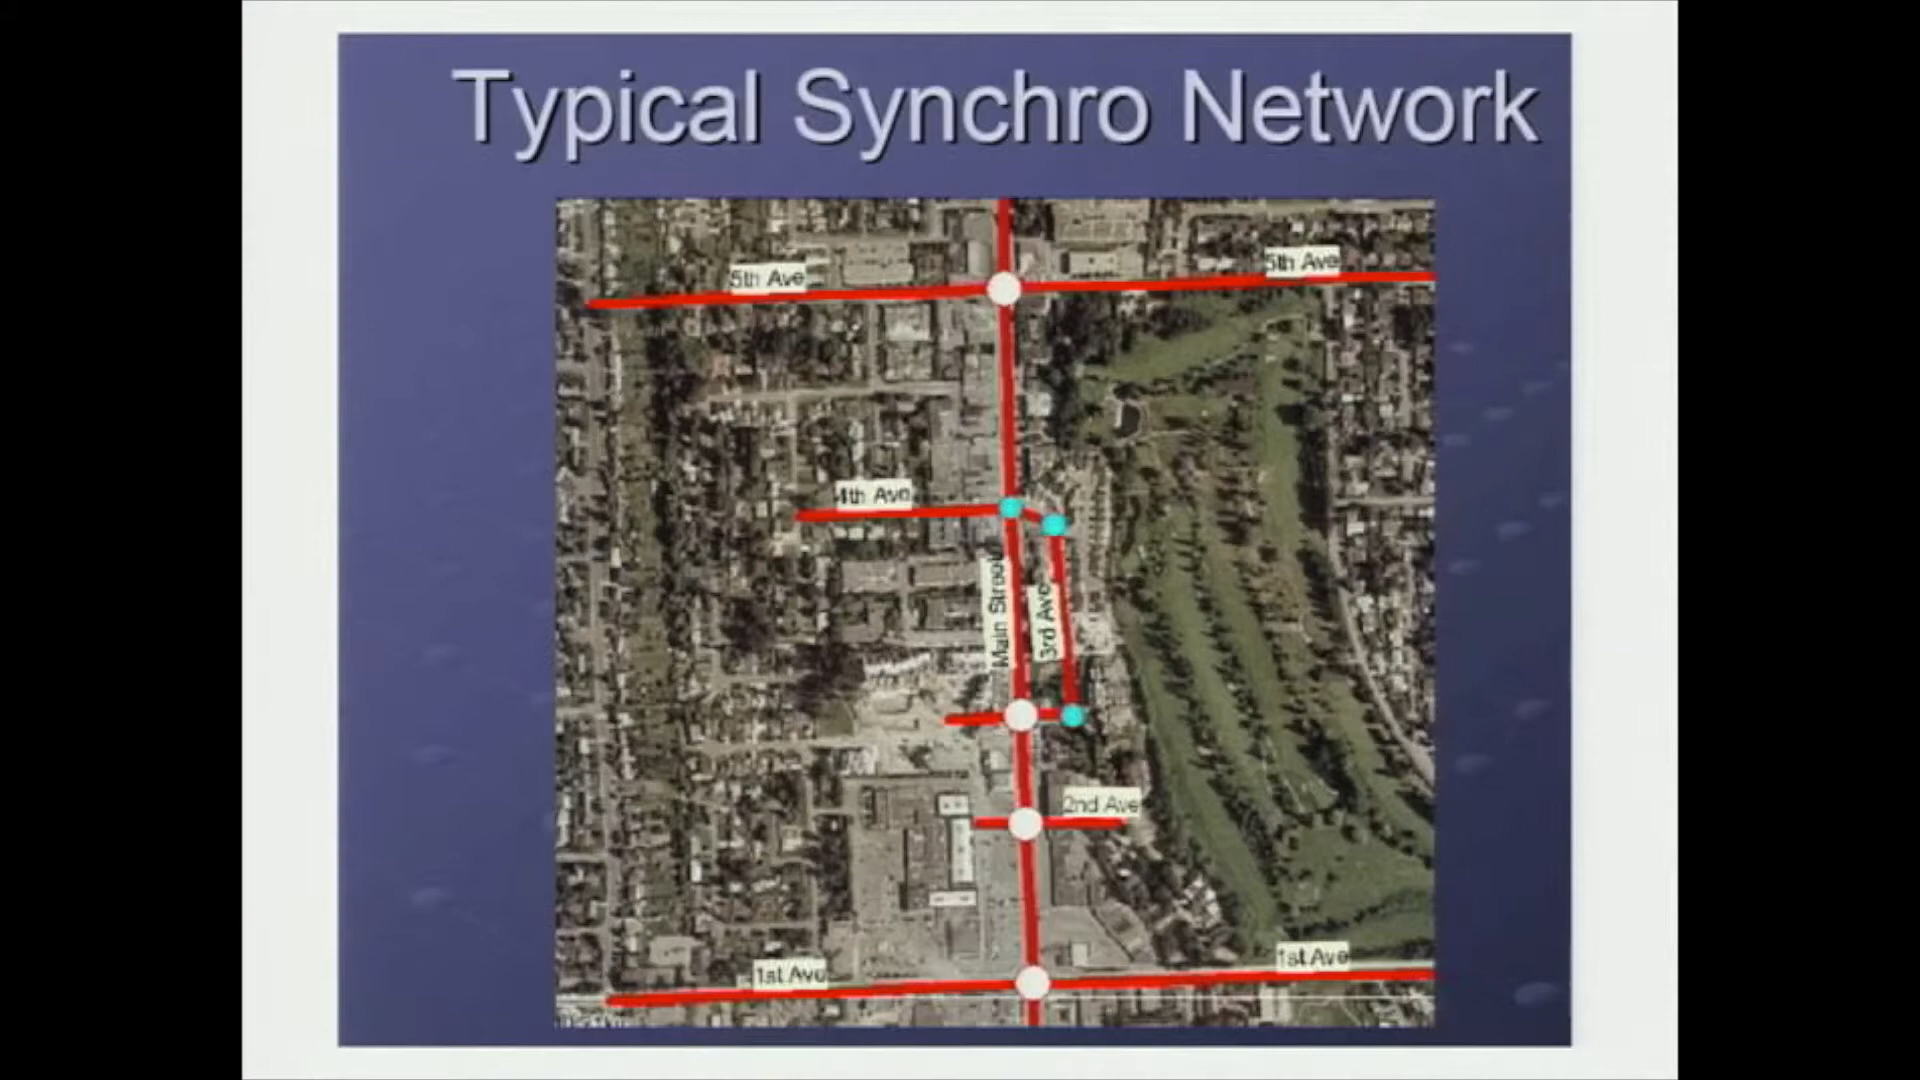 Typical Synchro Network
5th Ave
5th Ave
4th Ave
Main Street
3rd Ave
2nd Ave
1st Ave
1st Ave